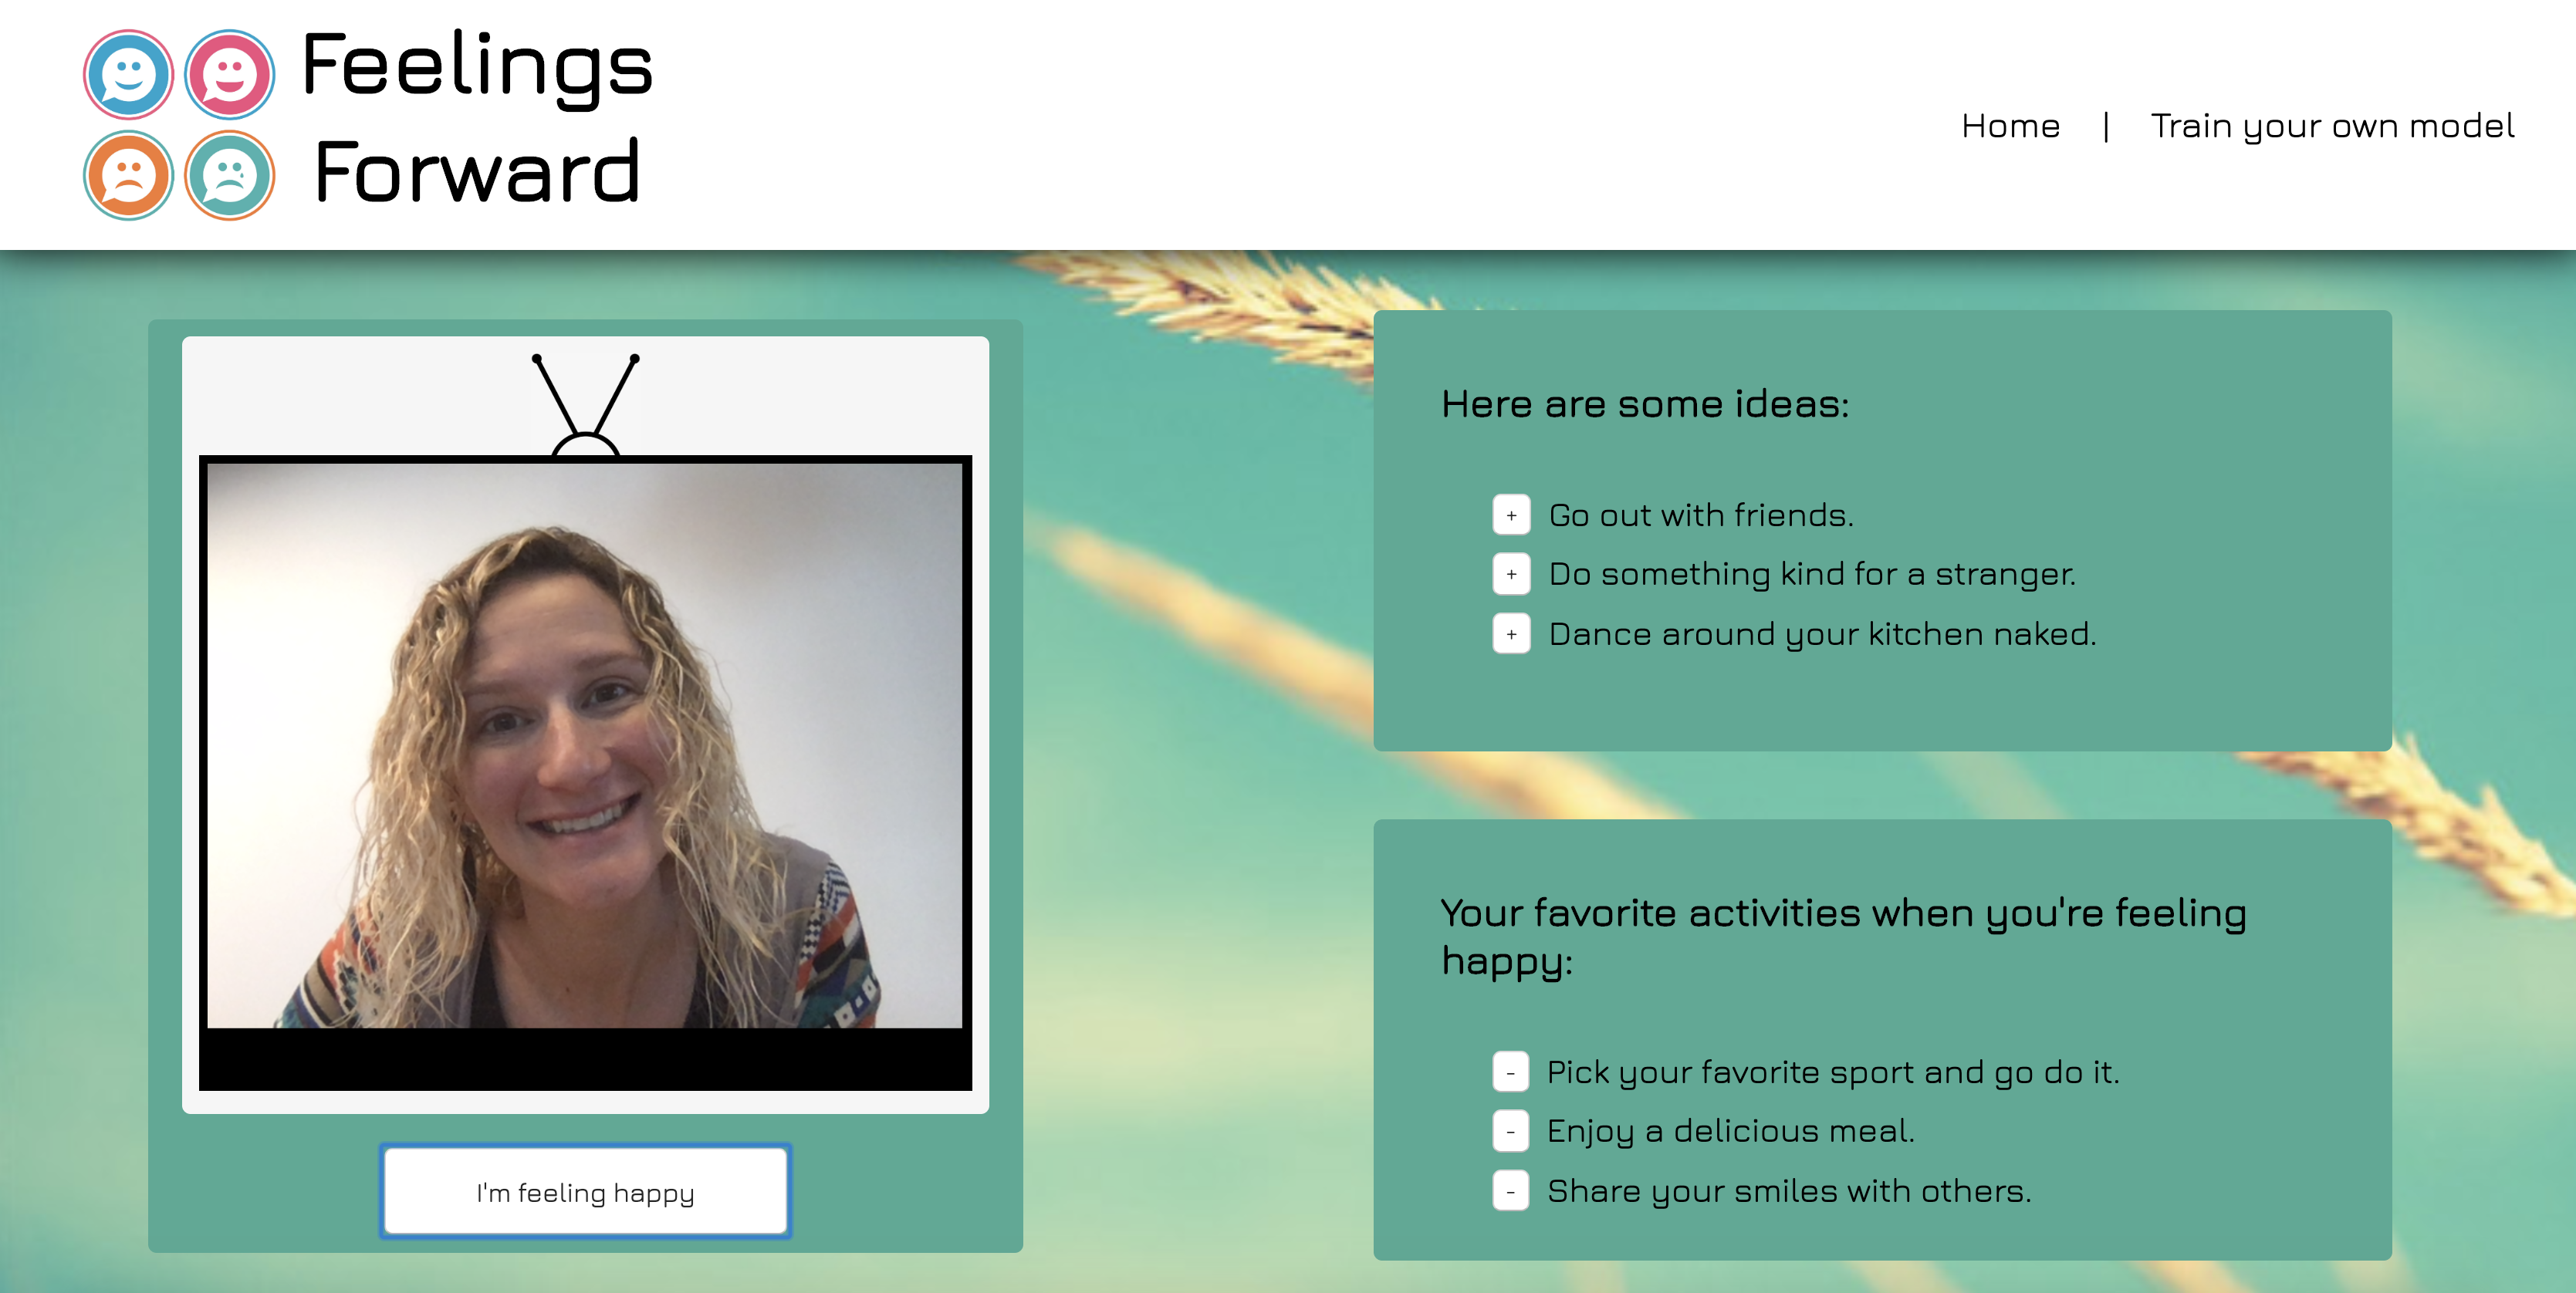 Feelings
Forward
Home | Train your own model
Here are some ideas:
+ Go out with friends.
+ Do something kind for a stranger.
+ Dance around your kitchen naked.
Your favorite activities when you're feeling
happy:
- Pick your favorite sport and go do it.
- Enjoy a delicious meal.
- Share your smiles with others.
I'm feeling happy